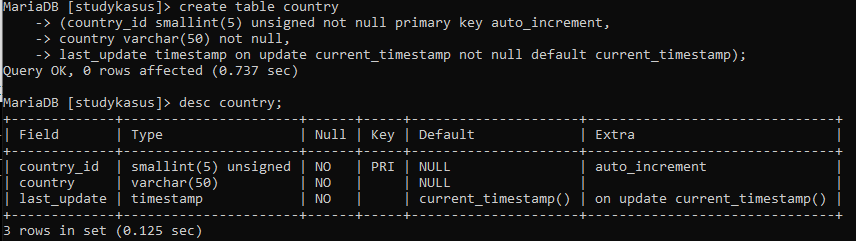 MariaDB [studykasus]> create table country
    -> (country_id smallint(5) unsigned not null primary key auto_increment,
    -> country varchar(50) not null,
    -> last_update timestamp on update current_timestamp not null default current_timestamp);
Query OK, 0 rows affected (0.737 sec)

MariaDB [studykasus]> desc country;
+-------------+----------------------+------+-----+---------------------+-------------------------------+
| Field       | Type                 | Null | Key | Default             | Extra                         |
+-------------+----------------------+------+-----+---------------------+-------------------------------+
| country_id  | smallint(5) unsigned | NO   | PRI | NULL                | auto_increment                |
| country     | varchar(50)          | NO   |     | NULL                |                               |
| last_update | timestamp            | NO   |     | current_timestamp() | on update current_timestamp() |
+-------------+----------------------+------+-----+---------------------+-------------------------------+
3 rows in set (0.125 sec)